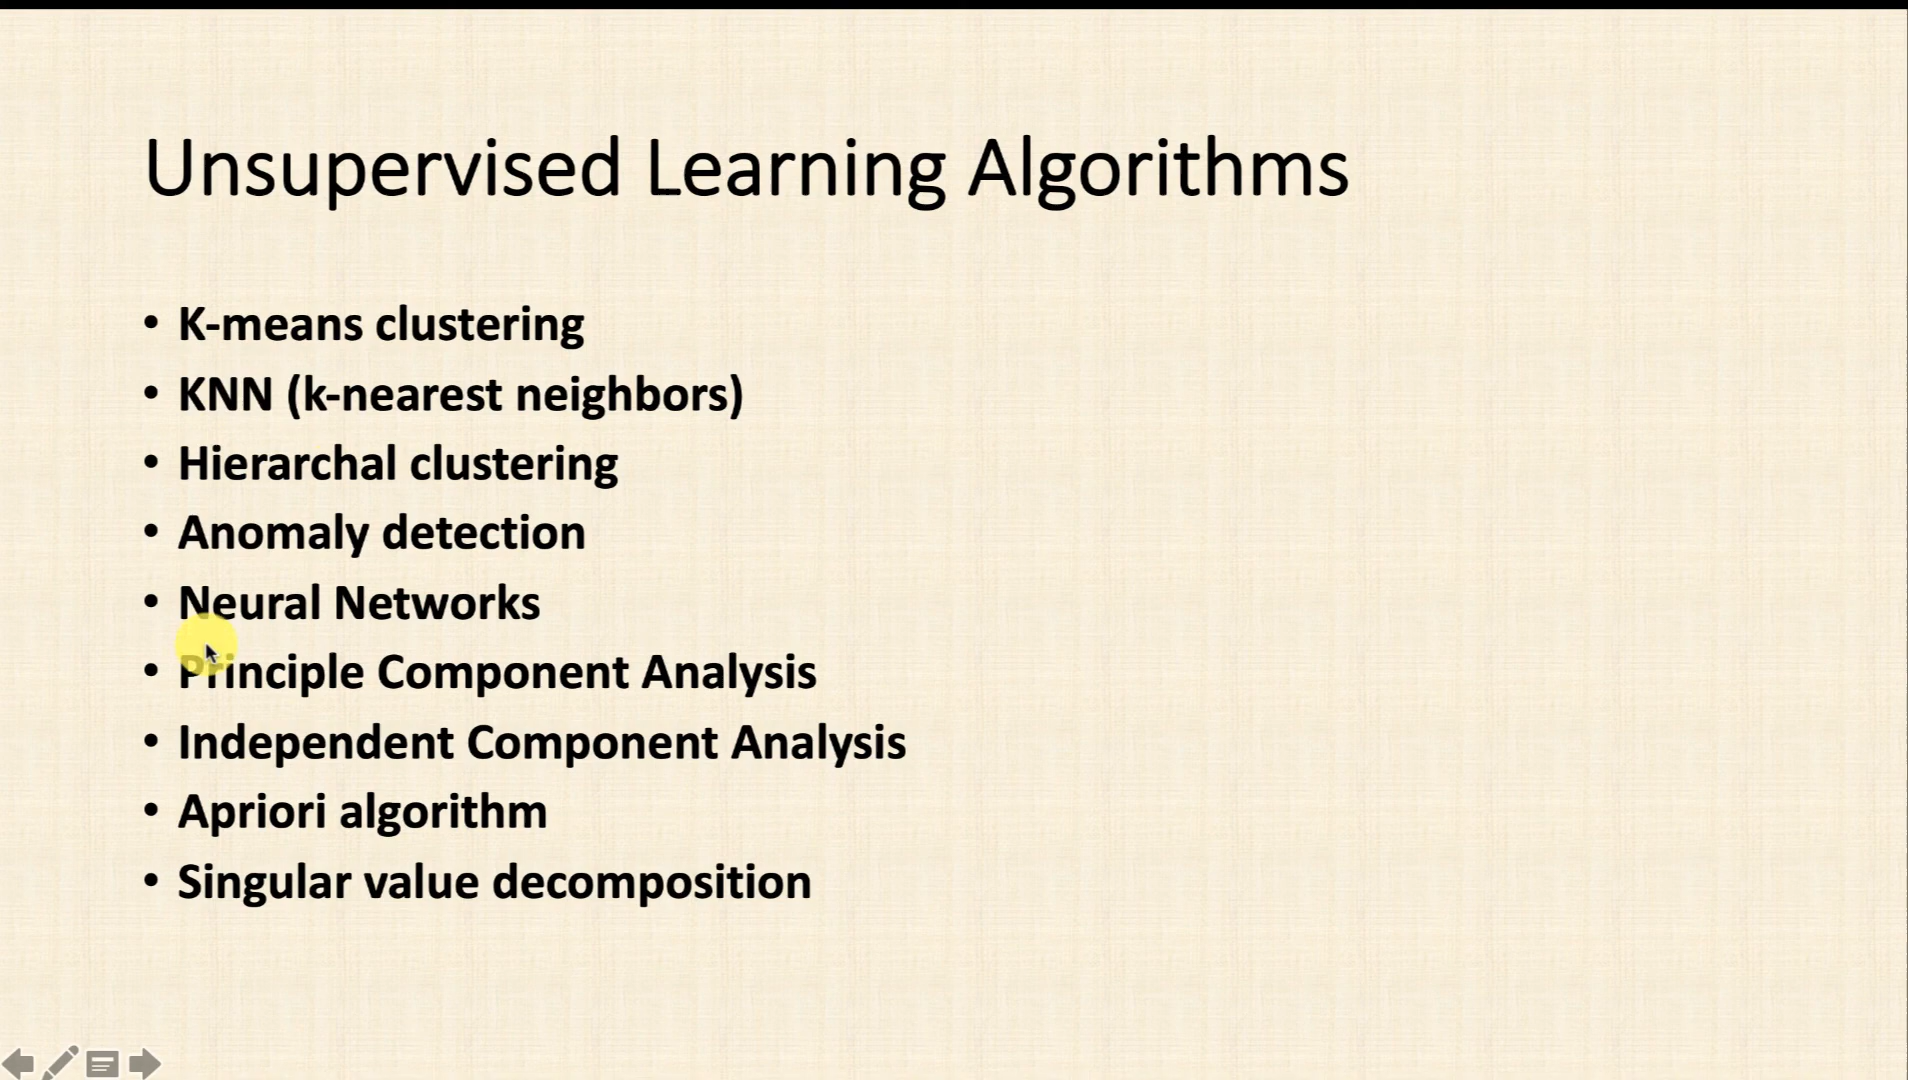 Unsupervised Learning Algorithms
• K-means clustering
• KNN (k-nearest neighbors)
• Hierarchal clustering
• Anomaly detection
• Neural Networks
• Principle Component Analysis
• Independent Component Analysis
• Apriori algorithm
• Singular value decomposition